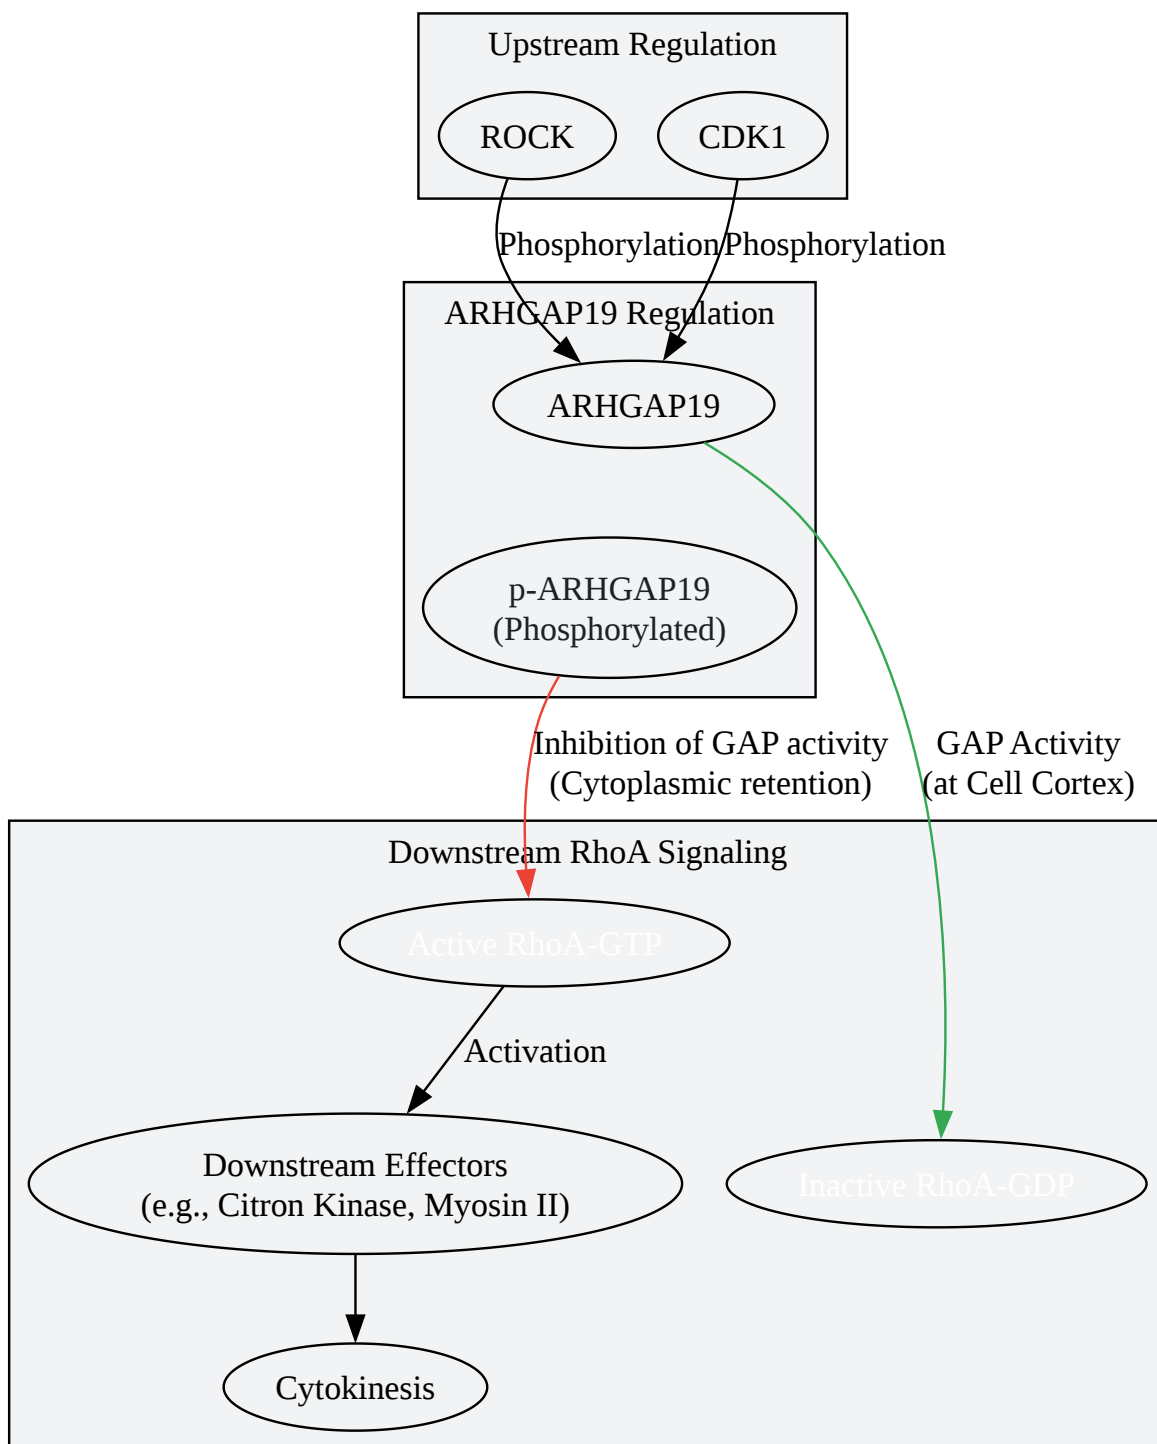 Upstream Regulation
ROCK
CDK1
Phosphorylation
Phosphorylation
ARHGAP19 Regulation
ARHGAP19
p-ARHGAP19
(Phosphorylated)
Inhibition of GAP activity
(Cytoplasmic retention)
GAP Activity
(at Cell Cortex)
Downstream RhoA Signaling
Active RhoA-GTP
Activation
Downstream Effectors
(e.g., Citron Kinase, Myosin II)
Inactive RhoA-GDP
Cytokinesis